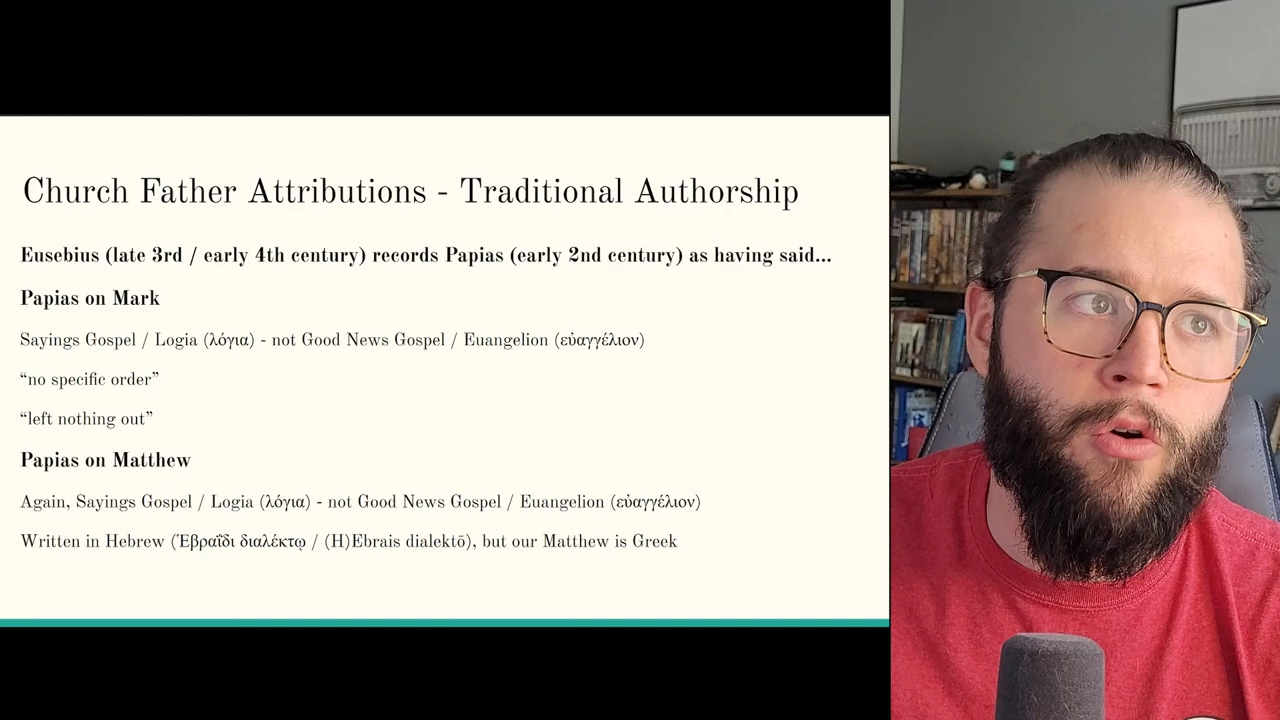 Church Father Attributions - Traditional Authorship
Eusebius (late 3rd / early 4th century) records Papias (early 2nd century) as having said...
Papias on Mark
Sayings Gospel / Logia (λόγια) - not Good News Gospel / Euangelion (εὐαγγέλιον)
“no specific order”
“left nothing out”
Papias on Matthew
Again, Sayings Gospel / Logia (λόγια) - not Good News Gospel / Euangelion (εὐαγγέλιον)
Written in Hebrew (Ἑβραΐδι διαλέκτῳ / (H)Ebrais dialektō), but our Matthew is Greek